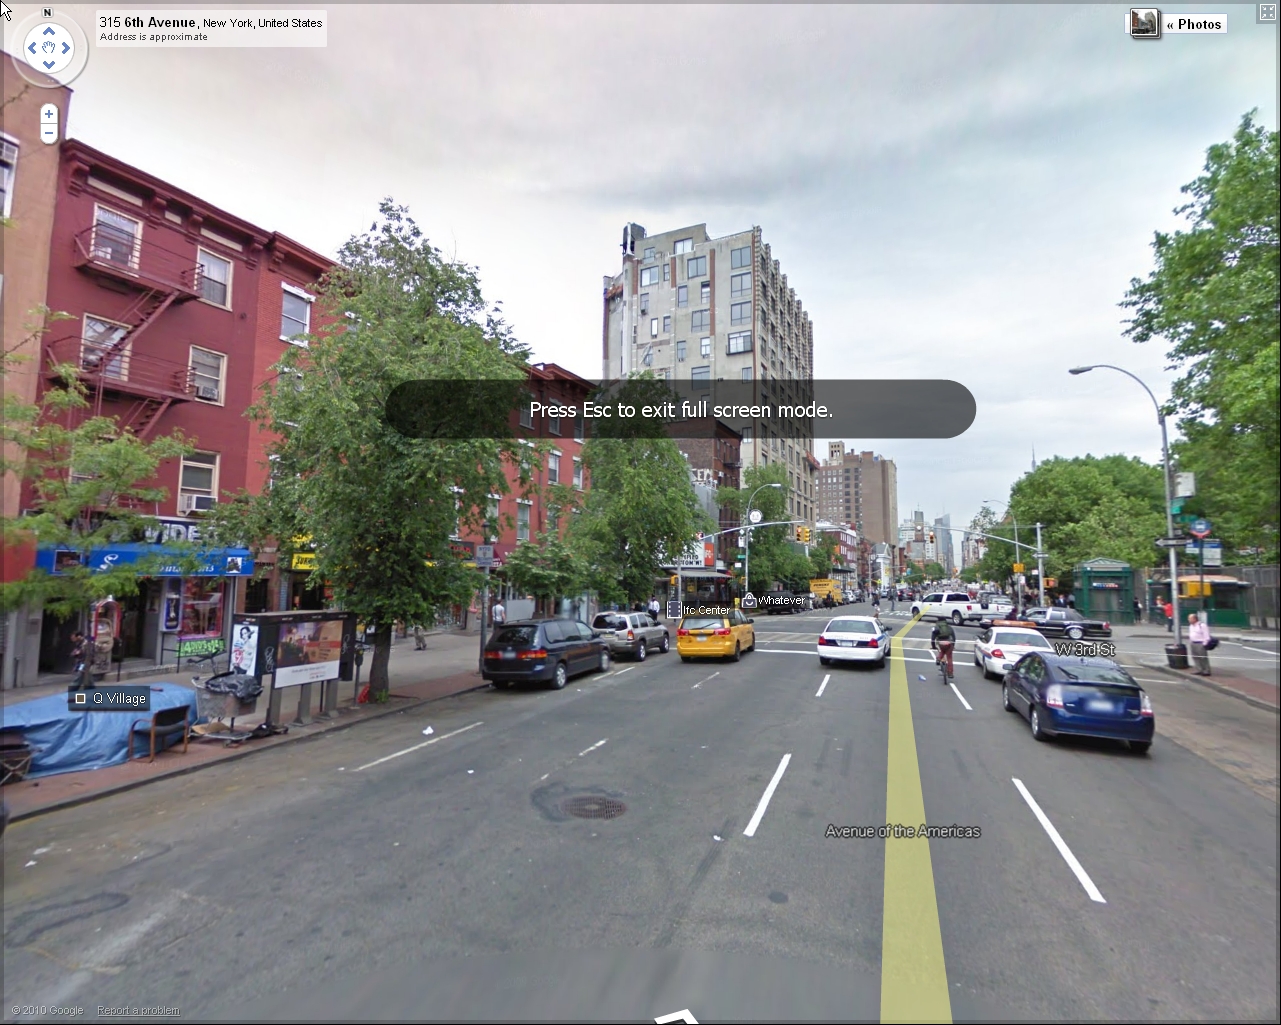 N
315 6th Avenue, New York, United States
Address is approximate
« Photos
Press Esc to exit full screen mode.
Ifc Center
Whatever
W 3rd St
Q Village
Avenue of the Americas
© 2010 Google
Report a problem